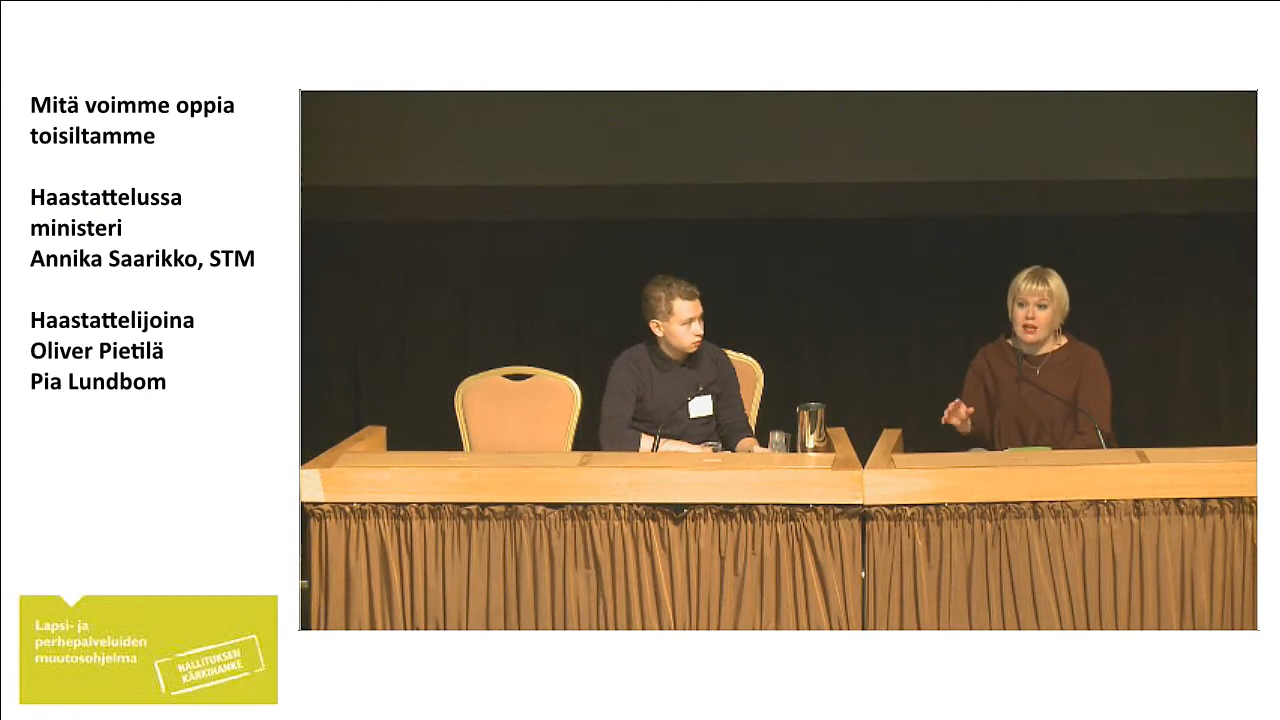 Mitä voimme oppia
toisiltamme
Haastattelussa
ministeri
Annika Saarikko, STM
Haastattelijoina
Oliver Pietilä
Pia Lundbom
Lapsi- ja
perhepalveluiden
muutosohjelma
HALLITUKSEN
KÄRKIHANKE